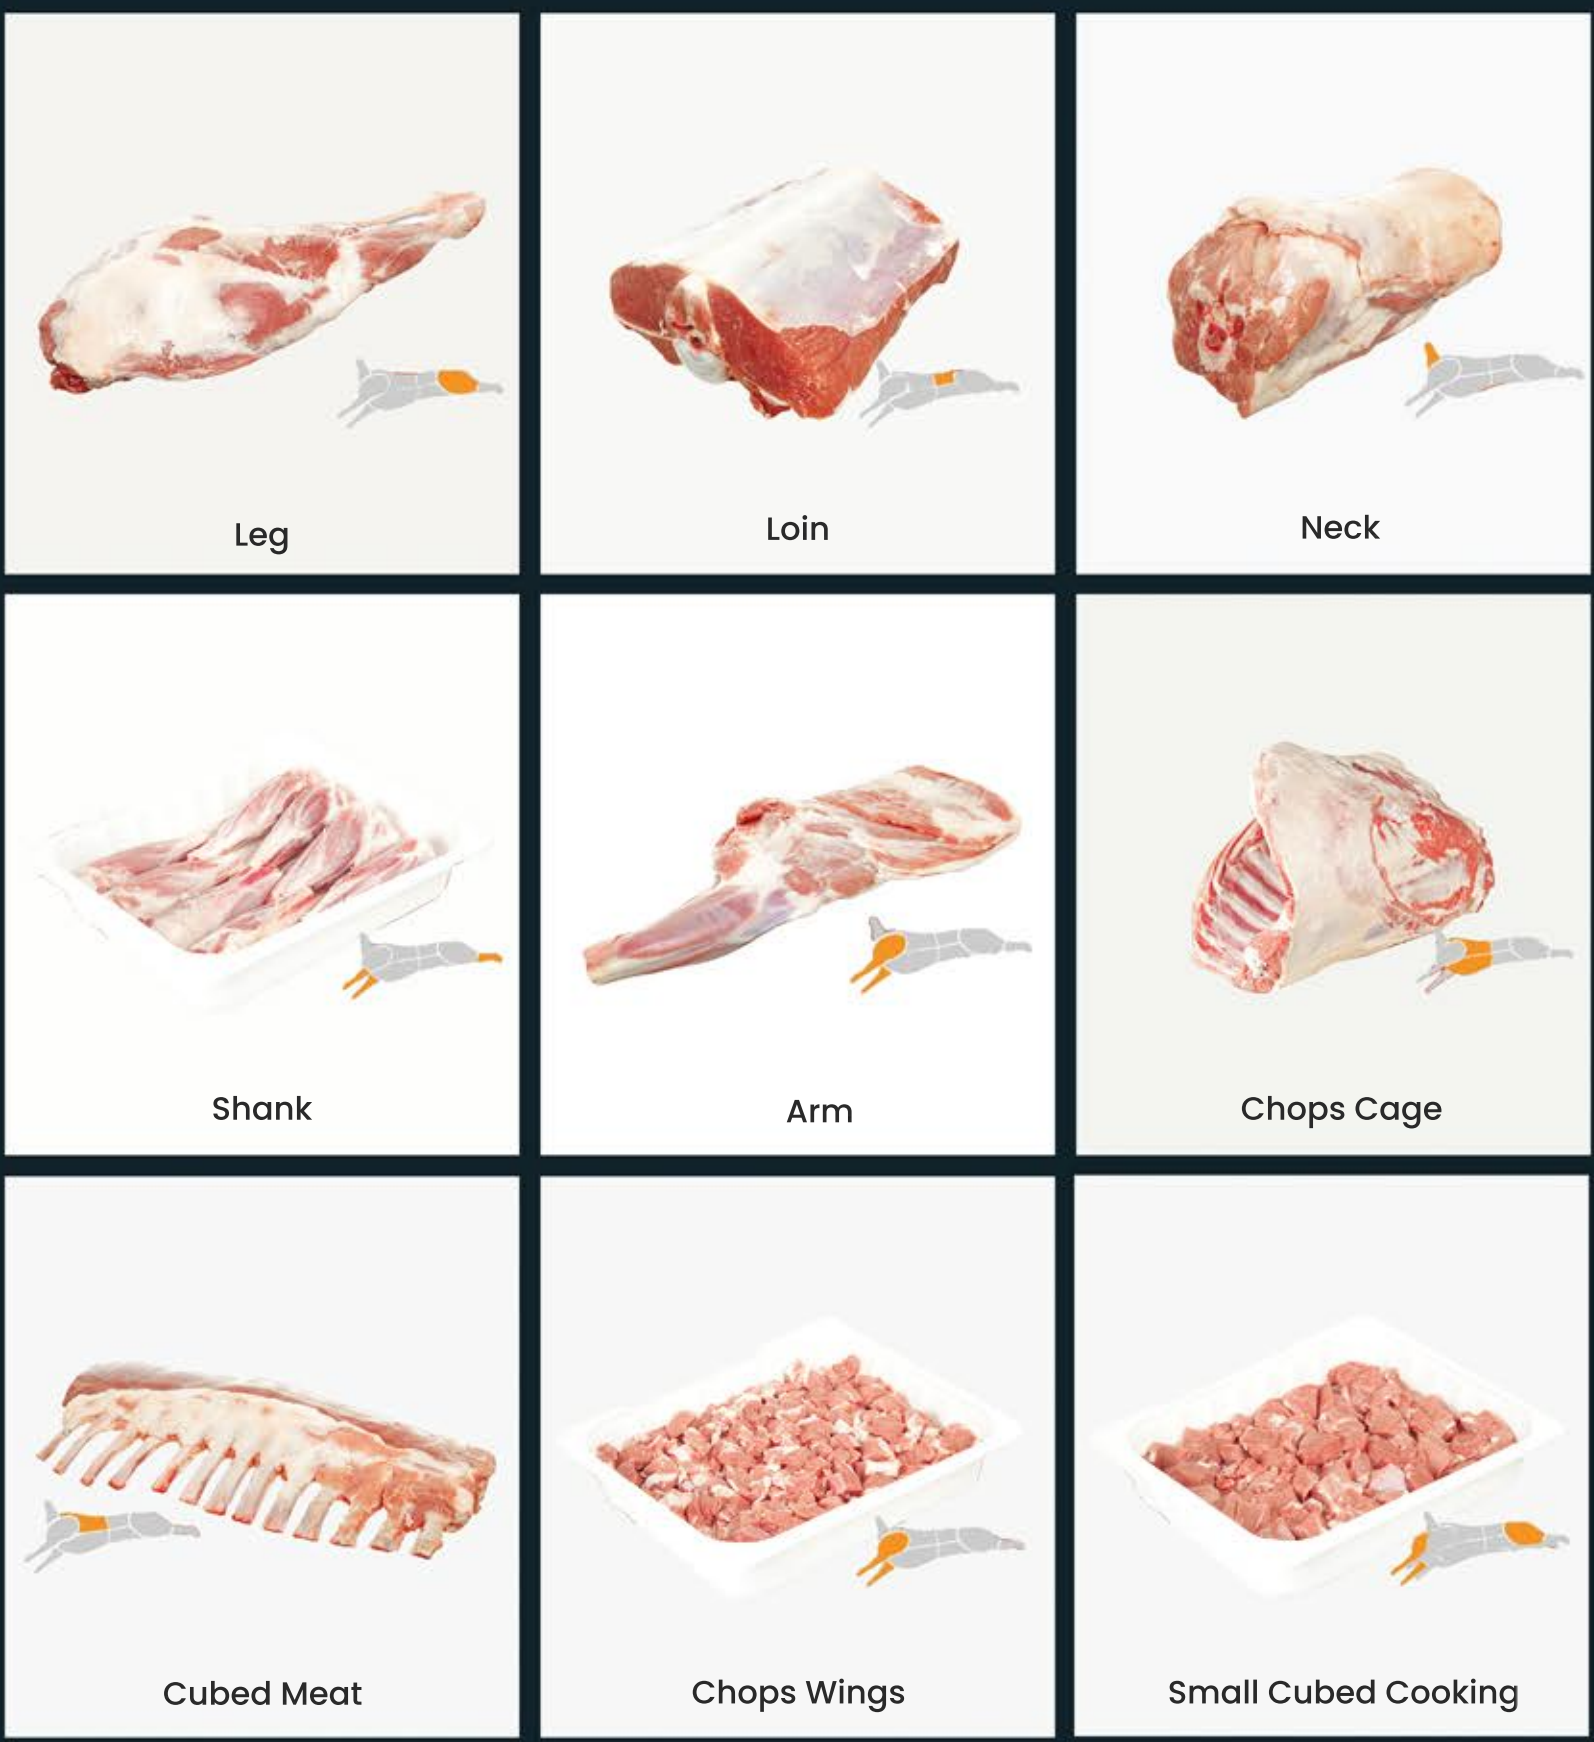 Leg
Loin
Neck
Shank
Arm
Chops Cage
Cubed Meat
Chops Wings
Small Cubed Cooking